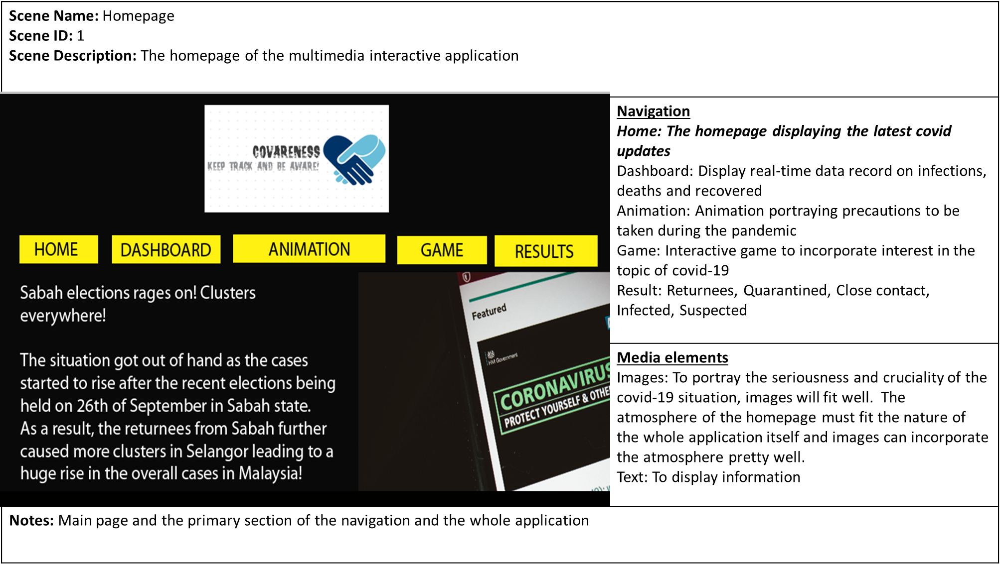 Scene Name: Homepage
Scene ID: 1
Scene Description: The homepage of the multimedia interactive application
COVARENESS
KEEP TRACK AND BE AWARE!
HOME
DASHBOARD
ANIMATION
GAME
RESULTS
Sabah elections rages on! Clusters
everywhere!
The situation got out of hand as the cases
started to rise after the recent elections being
held on 26th of September in Sabah state.
As a result, the returnees from Sabah further
caused more clusters in Selangor leading to a
huge rise in the overall cases in Malaysia!
Featured
HM Government
CORONAVIRUS
PROTECT YOURSELF & OTHE
Navigation
Home: The homepage displaying the latest covid
updates
Dashboard: Display real-time data record on infections,
deaths and recovered
Animation: Animation portraying precautions to be
taken during the pandemic
Game: Interactive game to incorporate interest in the
topic of covid-19
Result: Returnees, Quarantined, Close contact,
Infected, Suspected
Media elements
Images: To portray the seriousness and cruciality of the
covid-19 situation, images will fit well.  The
atmosphere of the homepage must fit the nature of
the whole application itself and images can incorporate
the atmosphere pretty well.
Text: To display information
Notes: Main page and the primary section of the navigation and the whole application